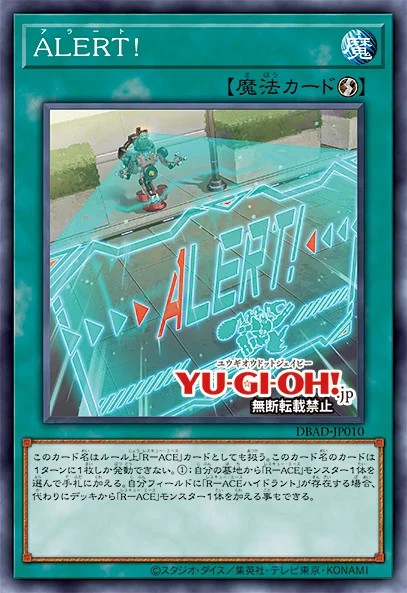 アラート
ALERT!
魔
【魔法カード】
ま ほう
ALERT!
ユウギオウドットジェイピー
YU-GI-OH!.jp
無断転載禁止
DBAD-JP010
このカード名はルール上「R-ACE」カードとしても扱う。このカード名のカードは
1ターンに1枚しか発動できない。①:自分の墓地から「R-ACE」モンスター1体を
選んで手札に加える。自分フィールドに「R-ACEハイドラント」が存在する場合、
代わりにデッキから「R-ACE」モンスター1体を加える事もできる。
©スタジオ・ダイス/集英社・テレビ東京・KONAMI